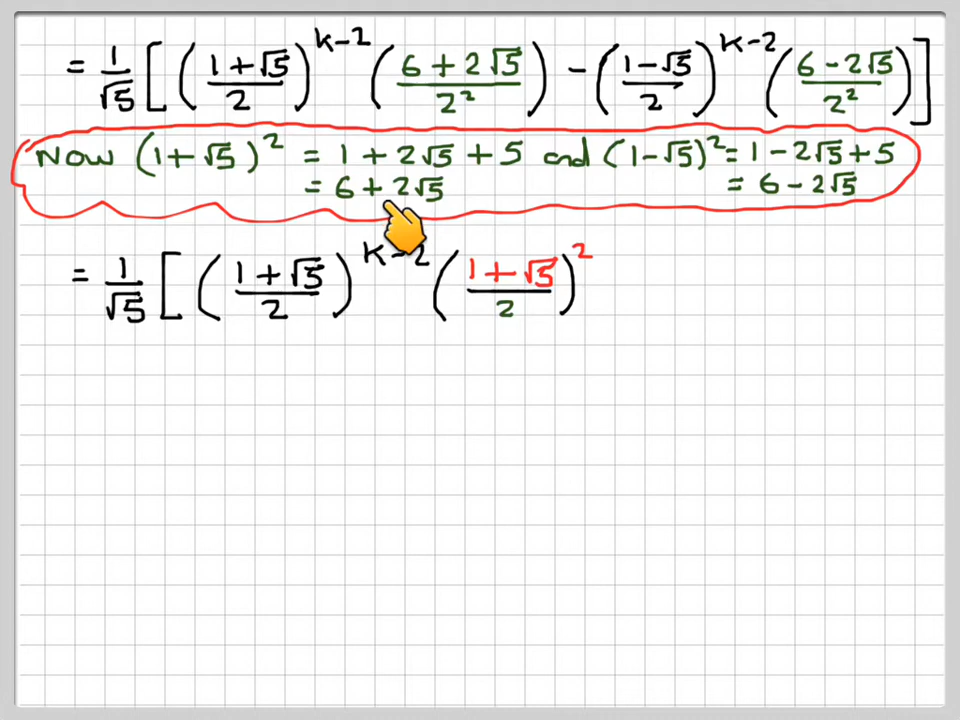 = 1/√5 [ ( (1+√5)/2 )^(k-2) ( (6+2√5)/2² ) - ( (1-√5)/2 )^(k-2) ( (6-2√5)/2² ) ]
Now (1+√5)² = 1+2√5+5 and (1-√5)² = 1-2√5+5
= 6+2√5 = 6-2√5
= 1/√5 [ ( (1+√5)/2 )^(k-2) ( (1+√5)/2 )²